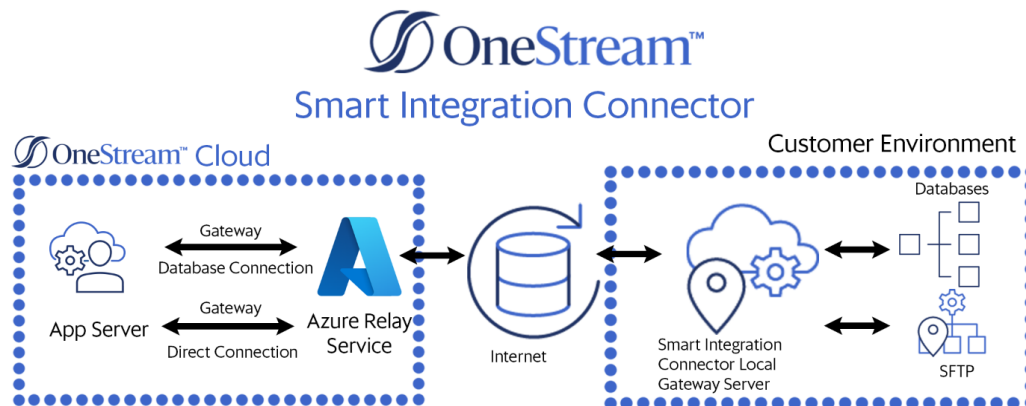 OneStream™
Smart Integration Connector
OneStream™ Cloud
Customer Environment
Gateway
Database Connection
Gateway
Direct Connection
App Server
Azure Relay
Service
Internet
Smart Integration
Connector Local
Gateway Server
Databases
SFTP